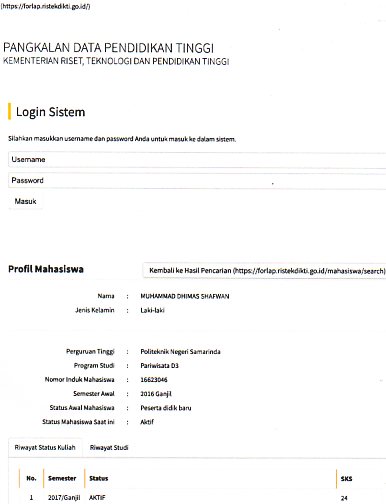 (https://forlap.ristekdikti.go.id/)
PANGKALAN DATA PENDIDIKAN TINGGI
KEMENTERIAN RISET, TEKNOLOGI DAN PENDIDIKAN TINGGI
Login Sistem
Silahkan masukkan username dan password Anda untuk masuk ke dalam sistem.
Username
Password
Masuk
Profil Mahasiswa
Kembali ke Hasil Pencarian (https://forlap.ristekdikti.go.id/mahasiswa/search)
Nama : MUHAMMAD DHIMAS SHAFWAN
Jenis Kelamin : Laki-laki
Perguruan Tinggi : Politeknik Negeri Samarinda
Program Studi : Pariwisata D3
Nomor Induk Mahasiswa : 16623046
Semester Awal : 2016 Ganjil
Status Awal Mahasiswa : Peserta didik baru
Status Mahasiswa Saat ini : Aktif
Riwayat Status Kuliah Riwayat Studi
No. Semester Status SKS
1 2017/Ganjil AKTIF 24